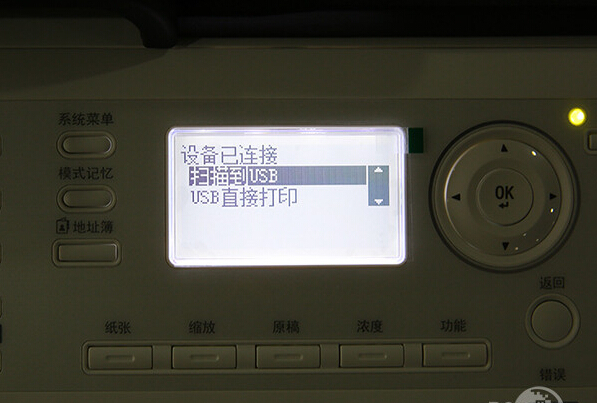 系统菜单
模式记忆
地址簿
设备已连接
扫描到USB
USB直接打印
OK
返回
纸张
缩放
原稿
浓度
功能
错误